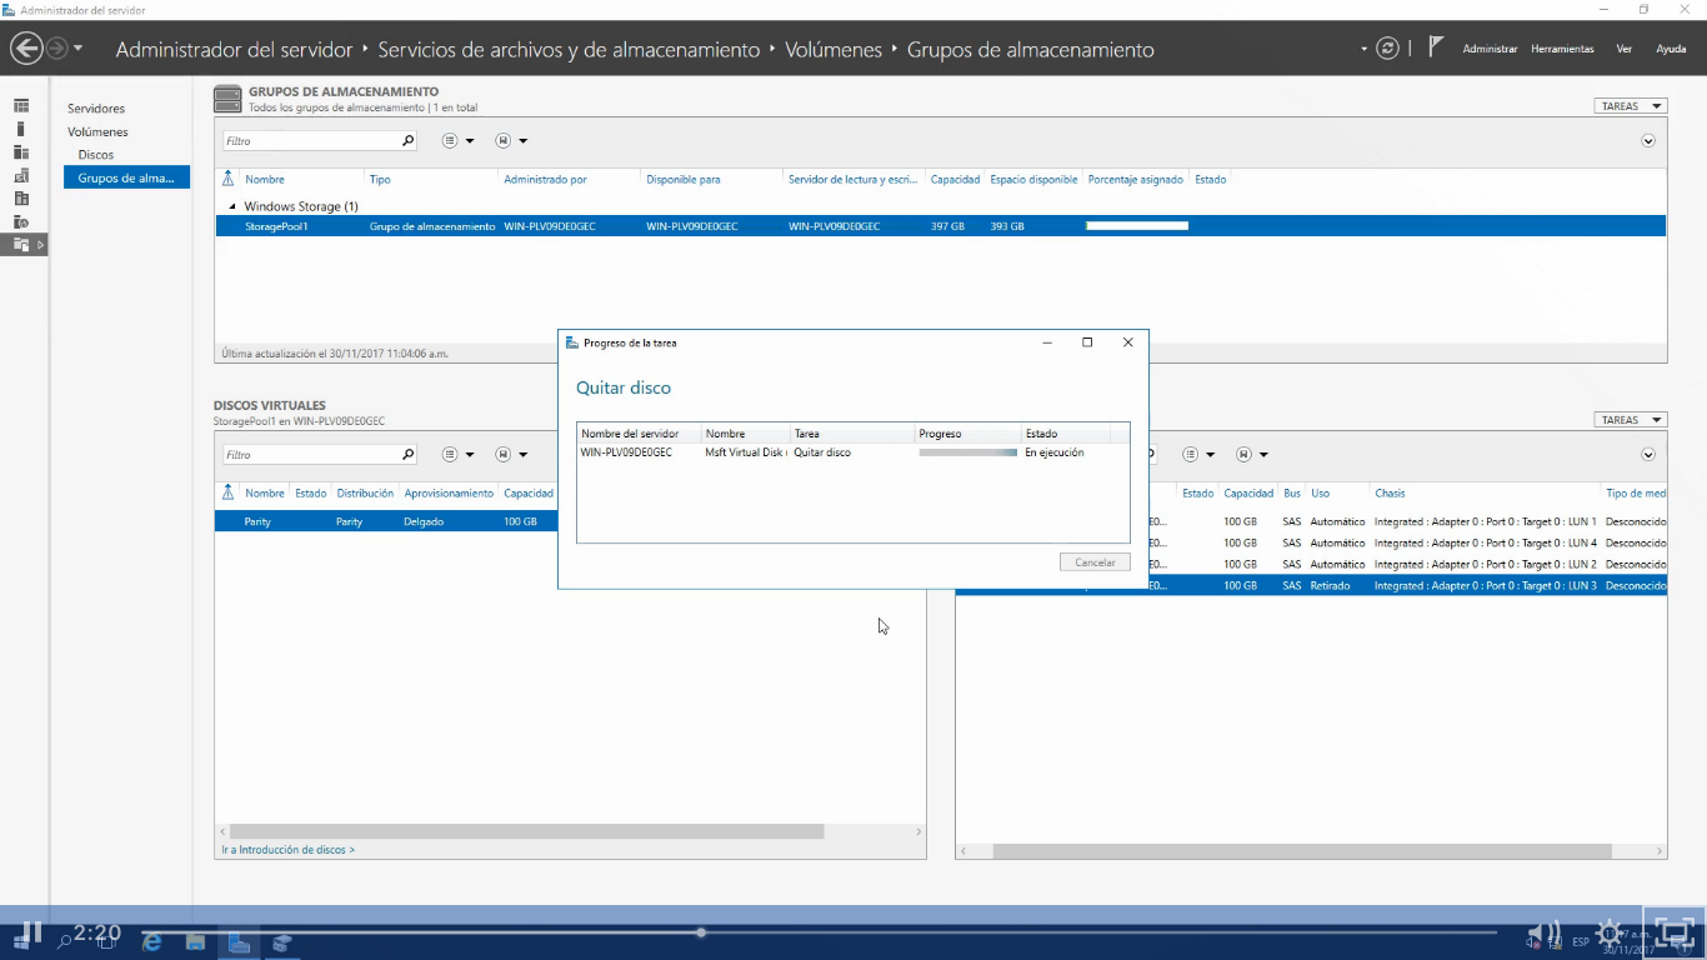 Administrador del servidor
Administrador del servidor ‣ Servicios de archivos y de almacenamiento ‣ Volúmenes ‣ Grupos de almacenamiento
Administrar Herramientas Ver Ayuda
Servidores
Volúmenes
Discos
Grupos de alma...
GRUPOS DE ALMACENAMIENTO
Todos los grupos de almacenamiento | 1 en total
TAREAS
Filtro
Nombre Tipo Administrado por Disponible para Servidor de lectura y escri... Capacidad Espacio disponible Porcentaje asignado Estado
Windows Storage (1)
StoragePool1 Grupo de almacenamiento WIN-PLV09DE0GEC WIN-PLV09DE0GEC WIN-PLV09DE0GEC 397 GB 393 GB
Última actualización el 30/11/2017 11:04:06 a.m.
Progreso de la tarea
Quitar disco
Nombre del servidor Nombre Tarea Progreso Estado
WIN-PLV09DE0GEC Msft Virtual Disk Quitar disco En ejecución
Cancelar
DISCOS VIRTUALES
StoragePool1 en WIN-PLV09DE0GEC
Filtro
Nombre Estado Distribución Aprovisionamiento Capacidad
Parity Parity Delgado 100 GB
Ir a Introducción de discos >
TAREAS
Estado Capacidad Bus Uso Chasis Tipo de med
E0... 100 GB SAS Automático Integrated : Adapter 0 : Port 0 : Target 0 : LUN 1 Desconocido
E0... 100 GB SAS Automático Integrated : Adapter 0 : Port 0 : Target 0 : LUN 4 Desconocido
E0... 100 GB SAS Automático Integrated : Adapter 0 : Port 0 : Target 0 : LUN 2 Desconocido
E0... 100 GB SAS Retirado Integrated : Adapter 0 : Port 0 : Target 0 : LUN 3 Desconocido
2:20
ESP
30/11/2017